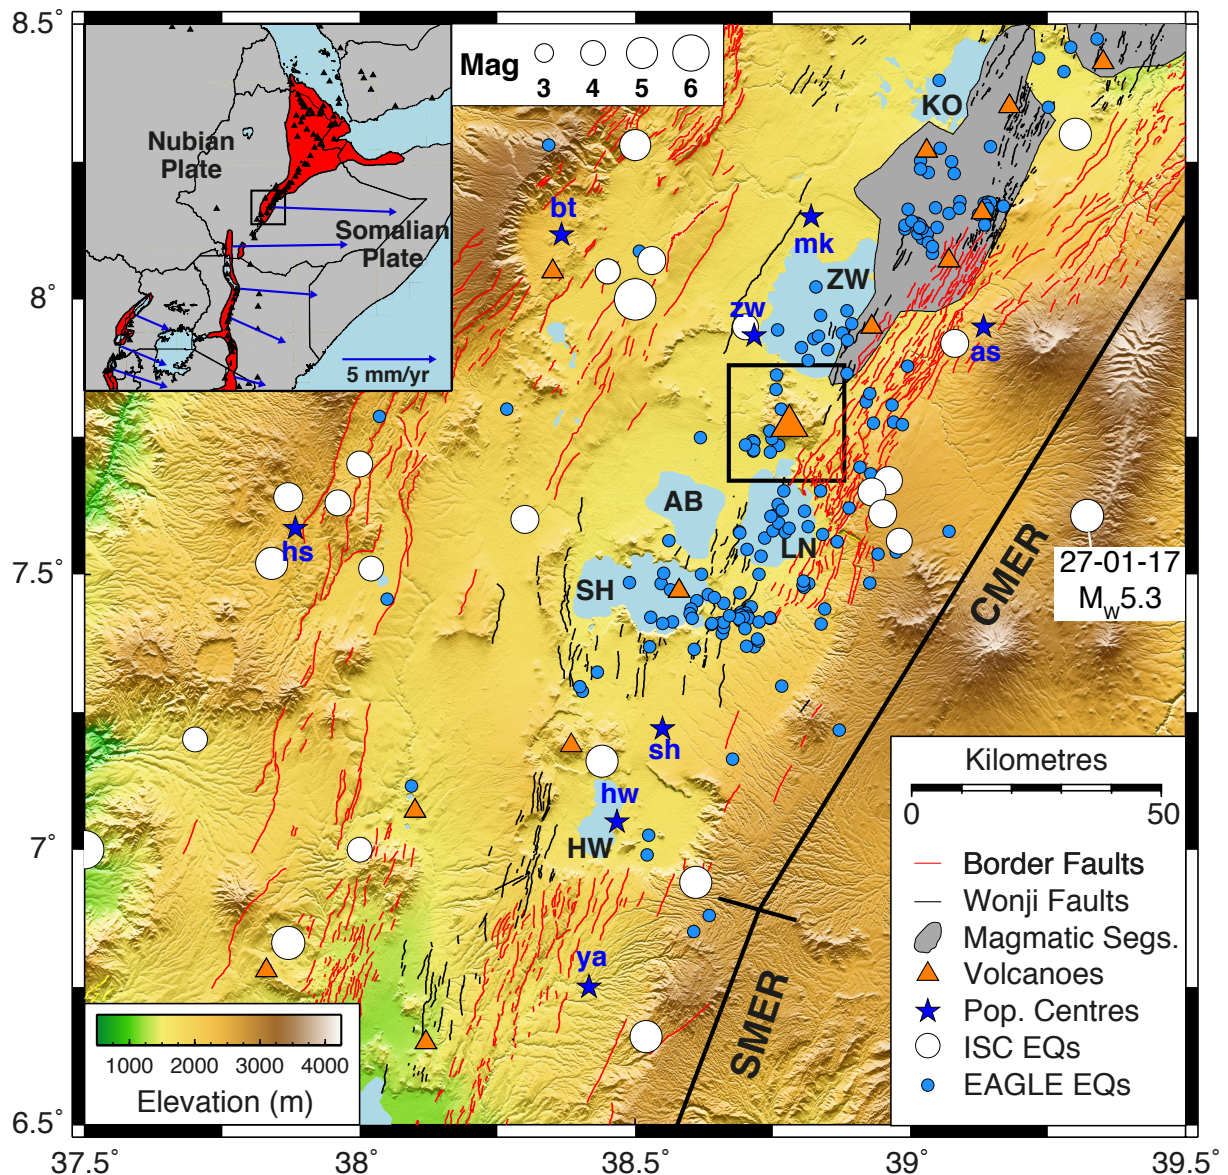 8.5°
8°
7.5°
7°
6.5°
37.5°
38°
38.5°
39°
39.5°
Nubian
Plate
Somalian
Plate
5 mm/yr
Mag
3
4
5
6
KO
bt
mk
ZW
zw
as
AB
LN
SH
hs
27-01-17
MW5.3
CMER
sh
hw
HW
ya
SMER
Kilometres
0
50
Border Faults
Wonji Faults
Magmatic Segs.
Volcanoes
Pop. Centres
ISC EQs
EAGLE EQs
1000
2000
3000
4000
Elevation (m)